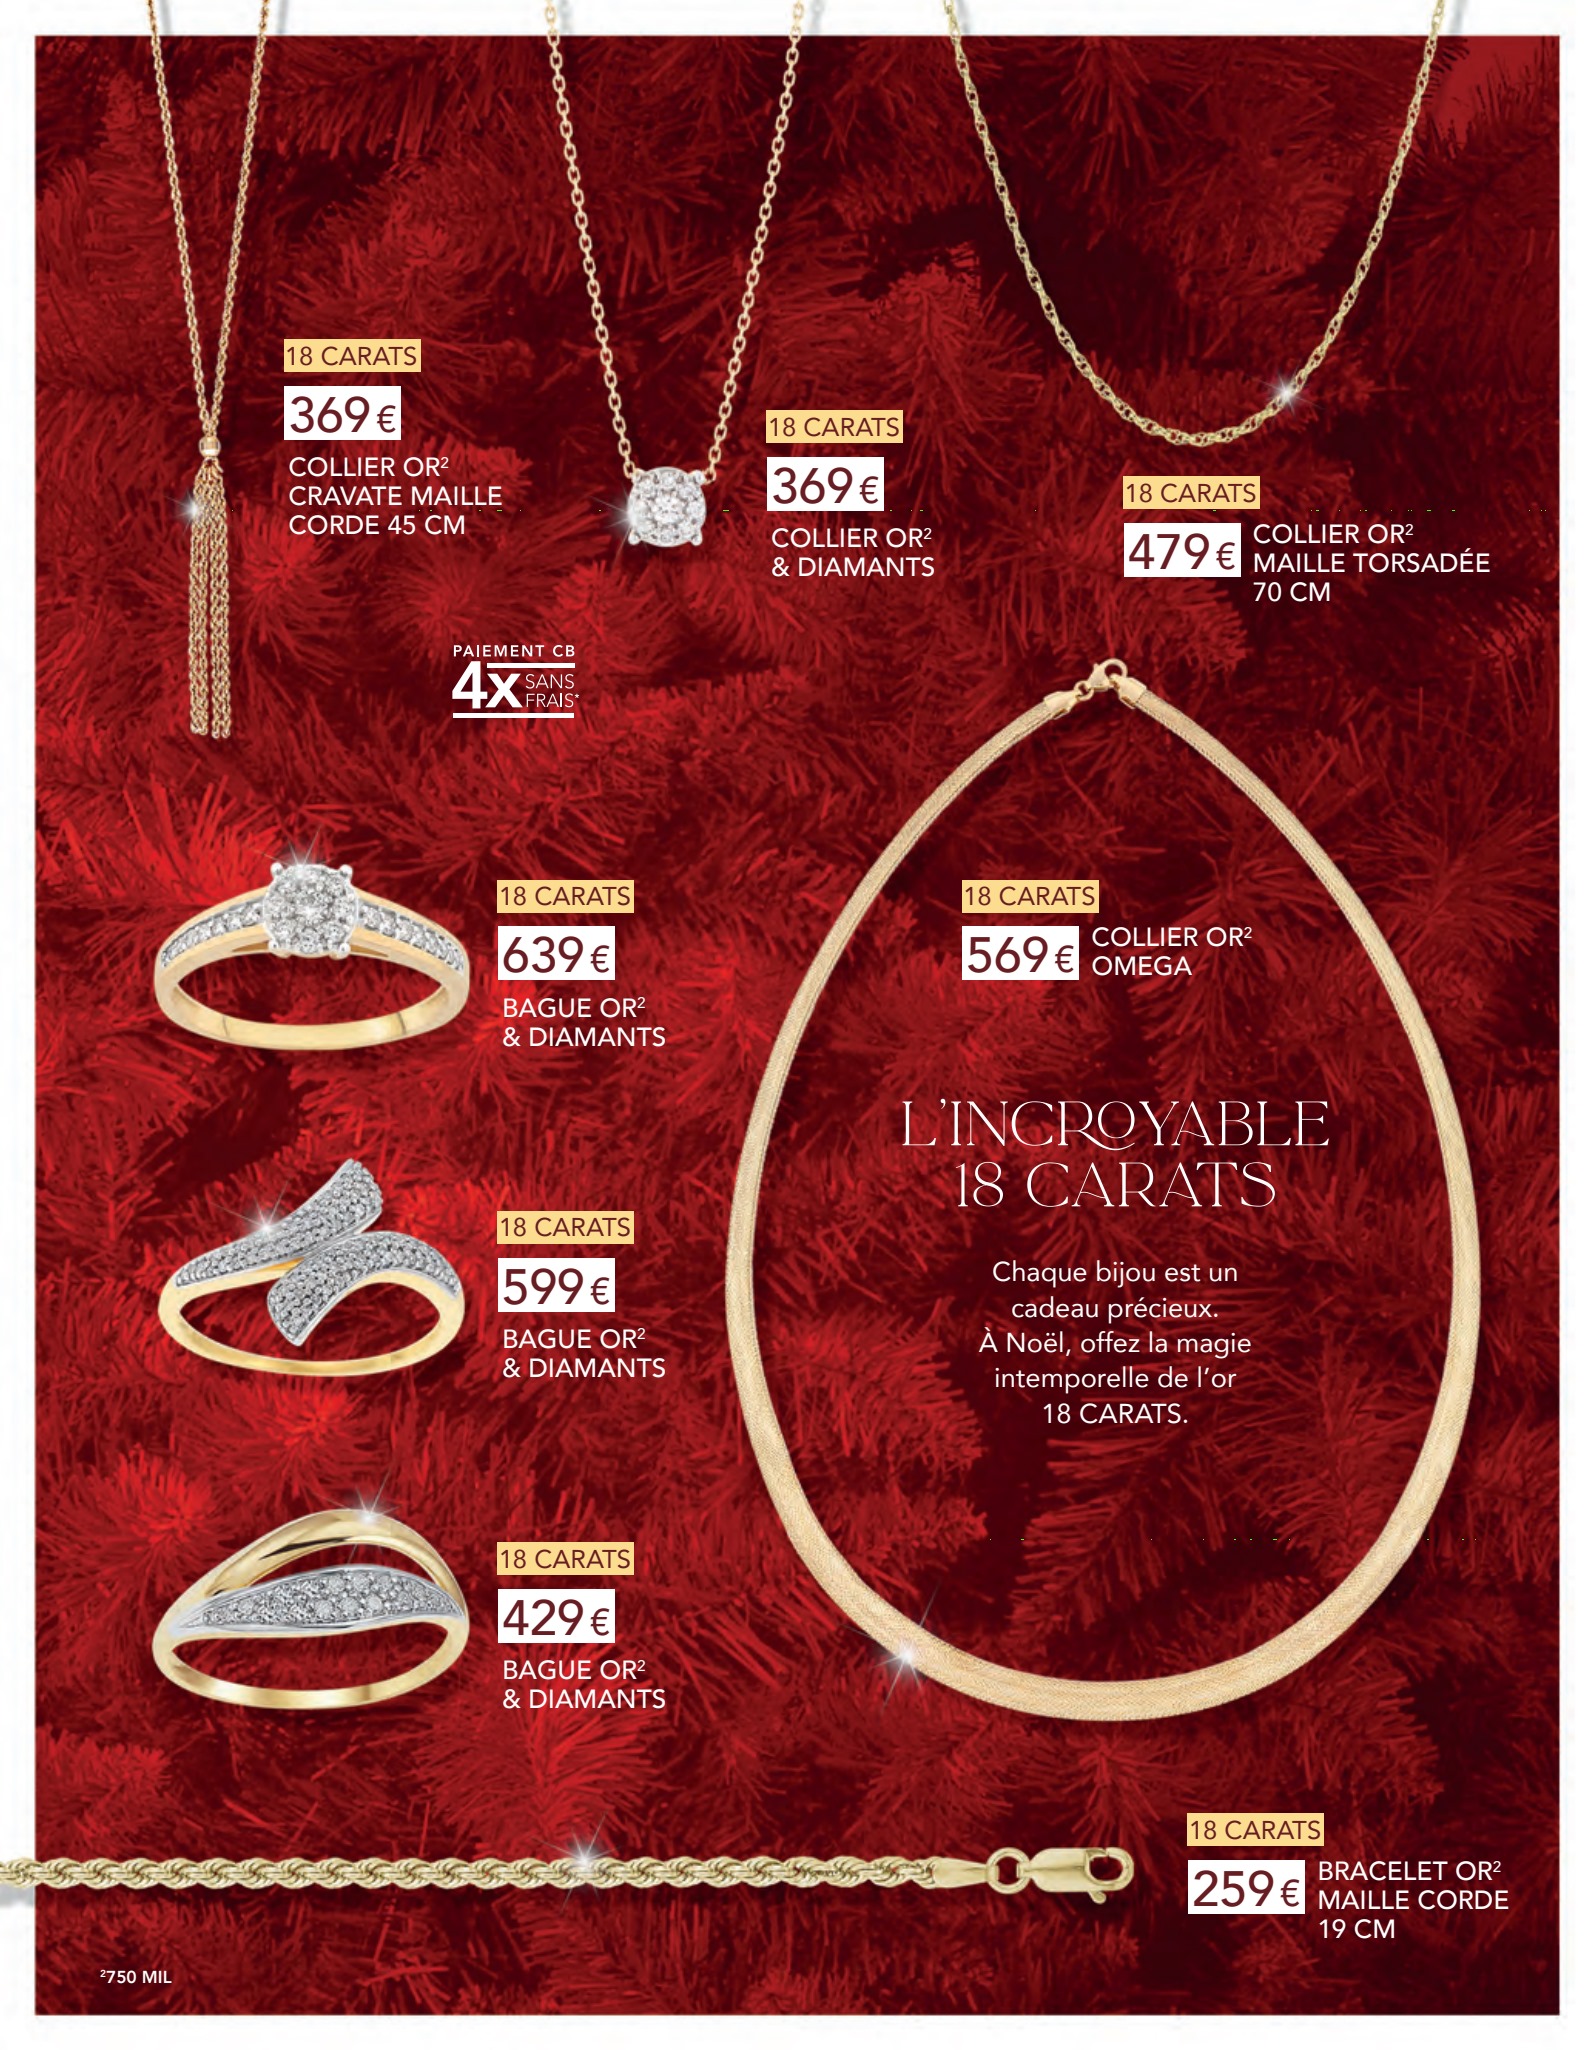 18 CARATS
369 €
COLLIER OR²
CRAVATE MAILLE
CORDE 45 CM
18 CARATS
369 €
COLLIER OR²
& DIAMANTS
18 CARATS
479 €
COLLIER OR²
MAILLE TORSADÉE
70 CM
PAIEMENT CB
4X SANS
FRAIS*
18 CARATS
639 €
BAGUE OR²
& DIAMANTS
18 CARATS
569 €
COLLIER OR²
OMEGA
L'INCROYABLE
18 CARATS
Chaque bijou est un
cadeau précieux.
À Noël, offez la magie
intemporelle de l'or
18 CARATS.
18 CARATS
599 €
BAGUE OR²
& DIAMANTS
18 CARATS
429 €
BAGUE OR²
& DIAMANTS
18 CARATS
259 €
BRACELET OR²
MAILLE CORDE
19 CM
²750 MIL